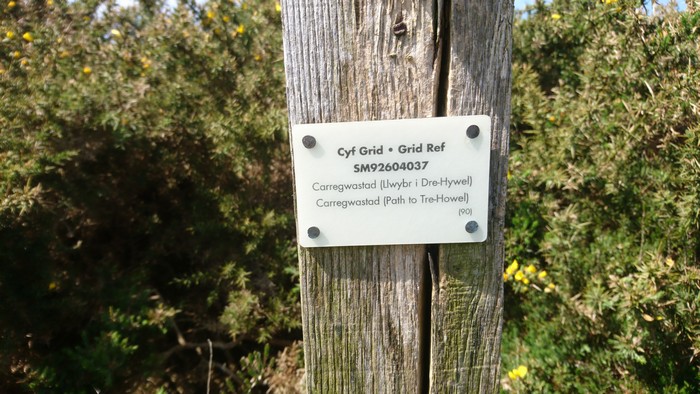 Cyf Grid • Grid Ref
SM92604037
Carregwastad (Llwybr i Dre-Hywel)
Carregwastad (Path to Tre-Howel)
(90)